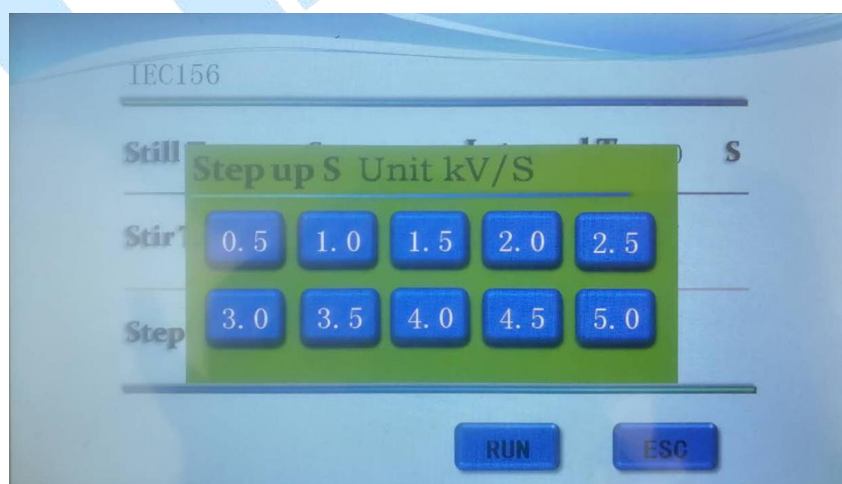 IEC156
Still S
Step up S Unit kV/S
Stir
0.5 1.0 1.5 2.0 2.5
3.0 3.5 4.0 4.5 5.0
Step
RUN ESC